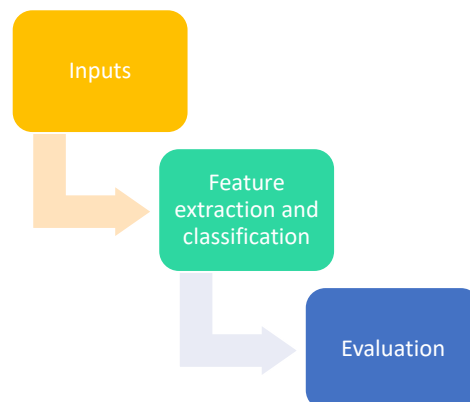 Inputs
Feature
extraction and
classification
Evaluation